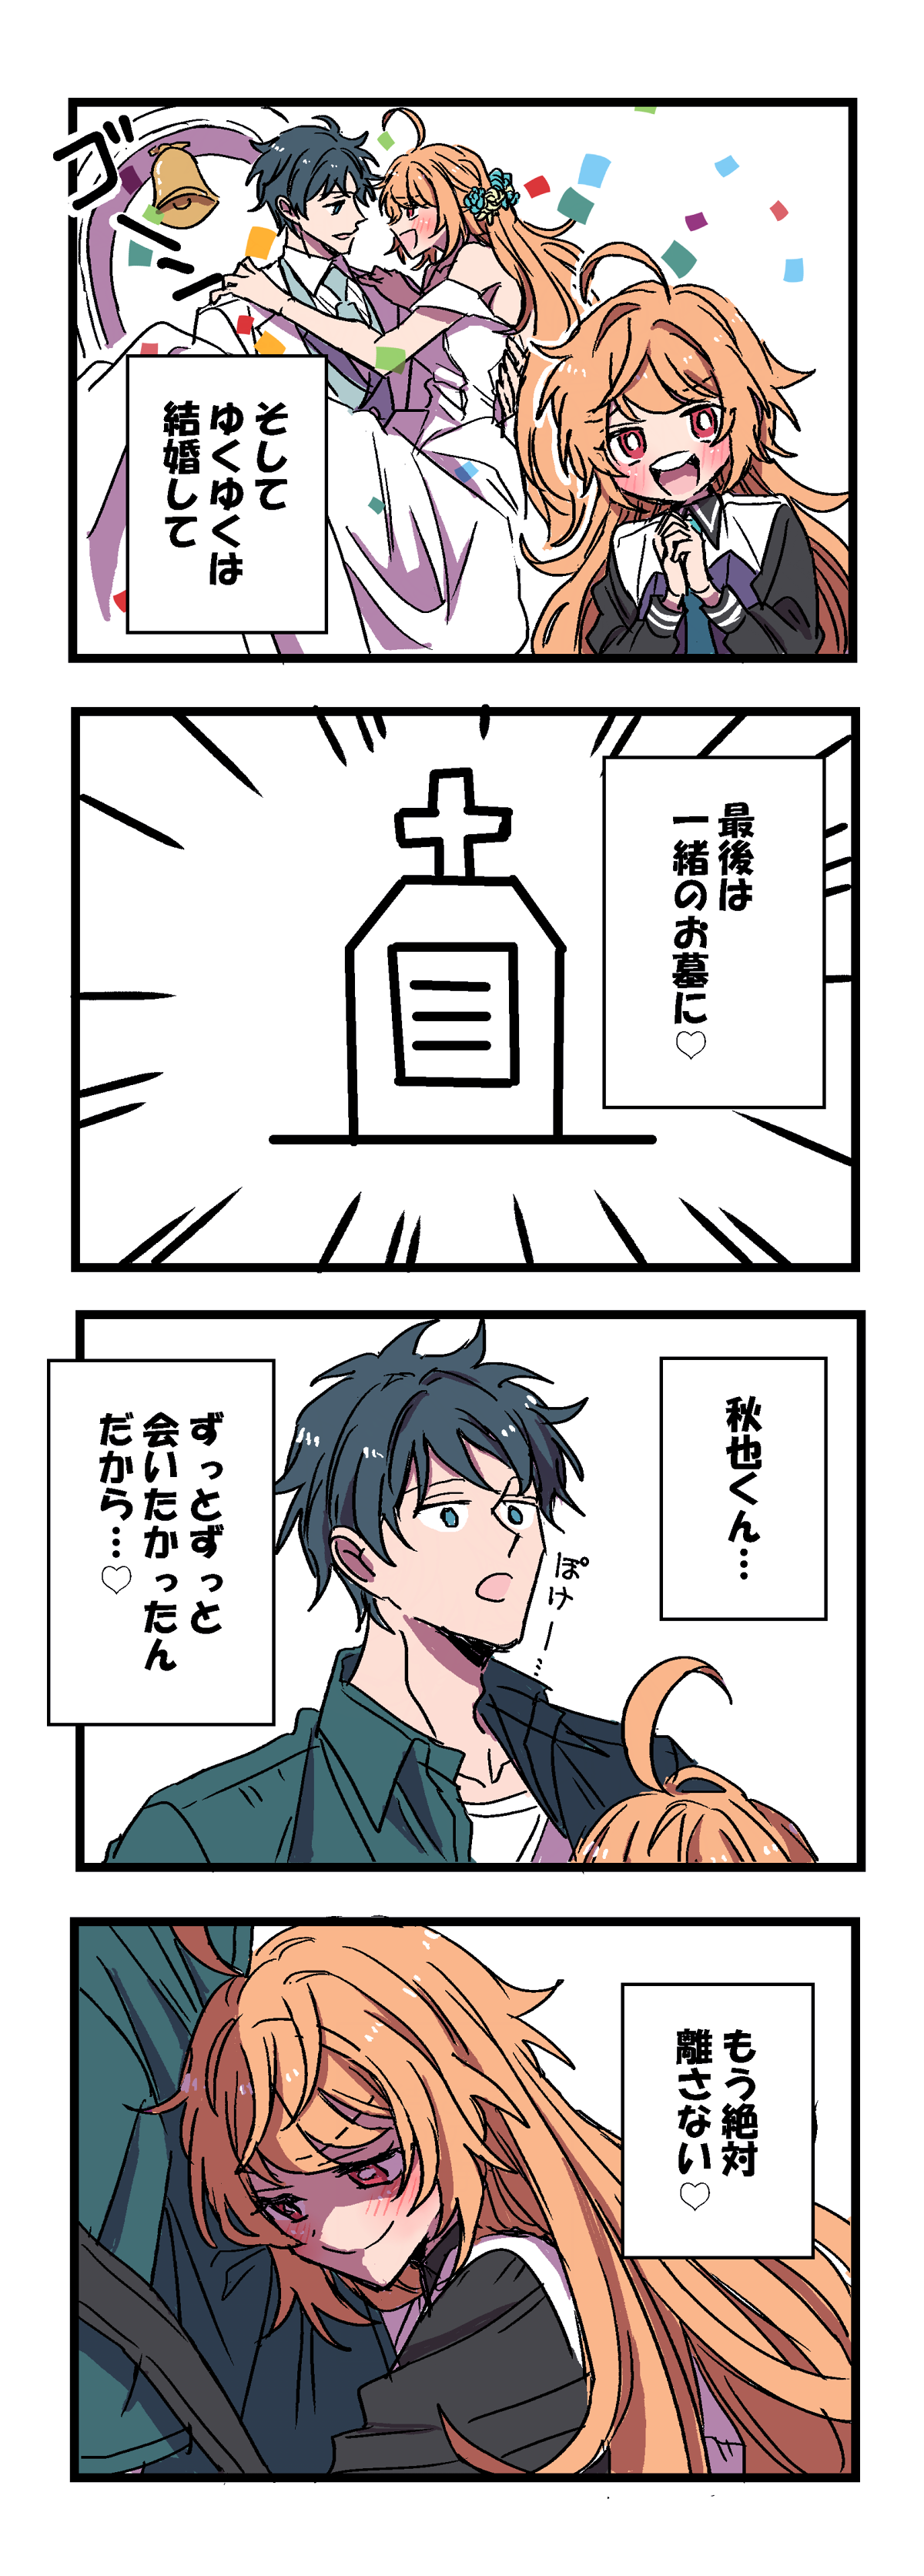 ゴーン
そして
ゆくゆくは
結婚して
最後は
一緒のお墓に♡
秋也くん…
ぽけー…
ずっとずっと
会いたかったん
だから…♡
もう絶対
離さない♡